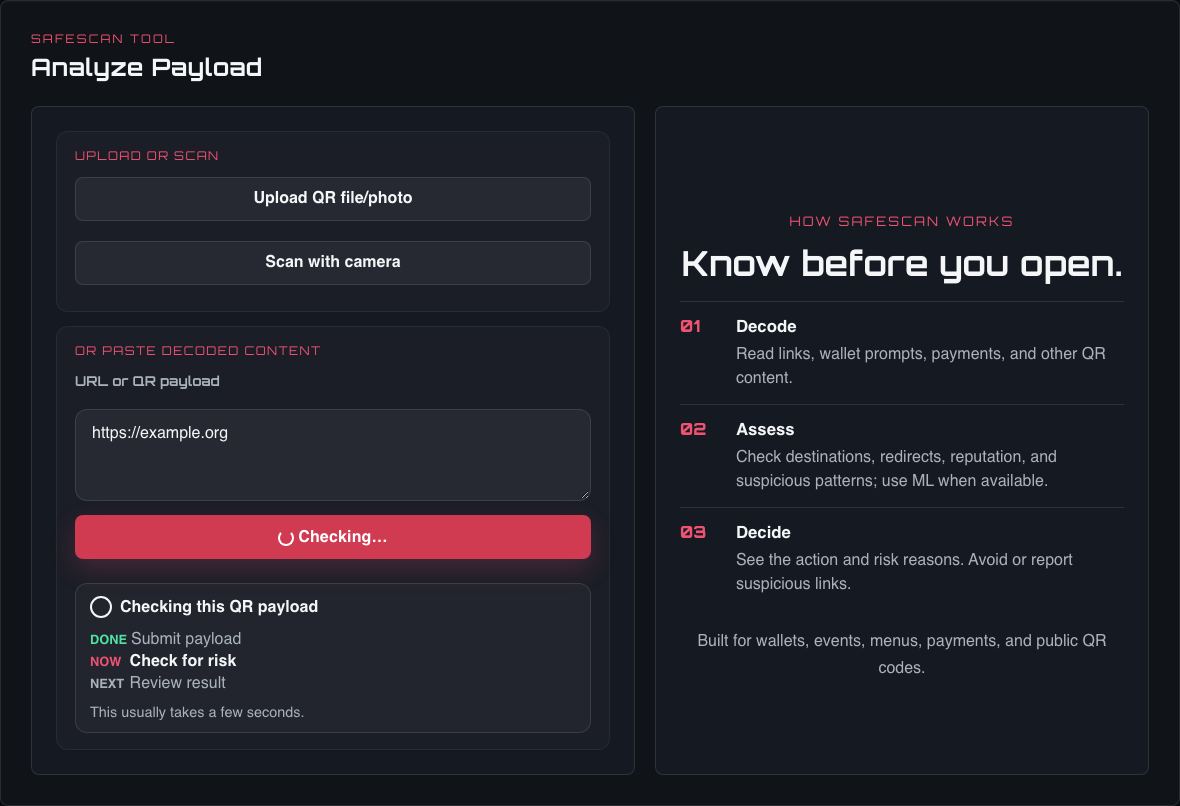 SAFESCAN TOOL
Analyze Payload
UPLOAD OR SCAN
Upload QR file/photo
Scan with camera
OR PASTE DECODED CONTENT
URL or QR payload
https://example.org
Checking...
Checking this QR payload
DONE Submit payload
NOW Check for risk
NEXT Review result
This usually takes a few seconds.
HOW SAFESCAN WORKS
Know before you open.
01 Decode
Read links, wallet prompts, payments, and other QR
content.
02 Assess
Check destinations, redirects, reputation, and
suspicious patterns; use ML when available.
03 Decide
See the action and risk reasons. Avoid or report
suspicious links.
Built for wallets, events, menus, payments, and public QR
codes.